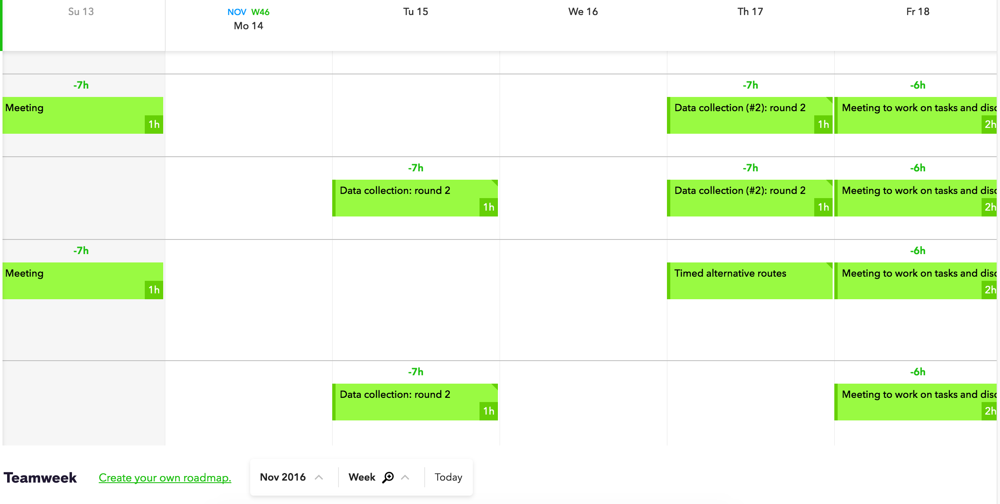 Su 13
NOV W46
Mo 14
Tu 15
We 16
Th 17
Fr 18
-7h
-7h
-6h
Meeting
1h
Data collection (#2): round 2
1h
Meeting to work on tasks and disc
2h
-7h
-7h
-6h
Data collection: round 2
1h
Data collection (#2): round 2
1h
Meeting to work on tasks and disc
2h
-7h
-6h
Meeting
1h
Timed alternative routes
Meeting to work on tasks and disc
2h
-7h
-6h
Data collection: round 2
1h
Meeting to work on tasks and disc
2h
Teamweek
Create your own roadmap.
Nov 2016
Week
Today